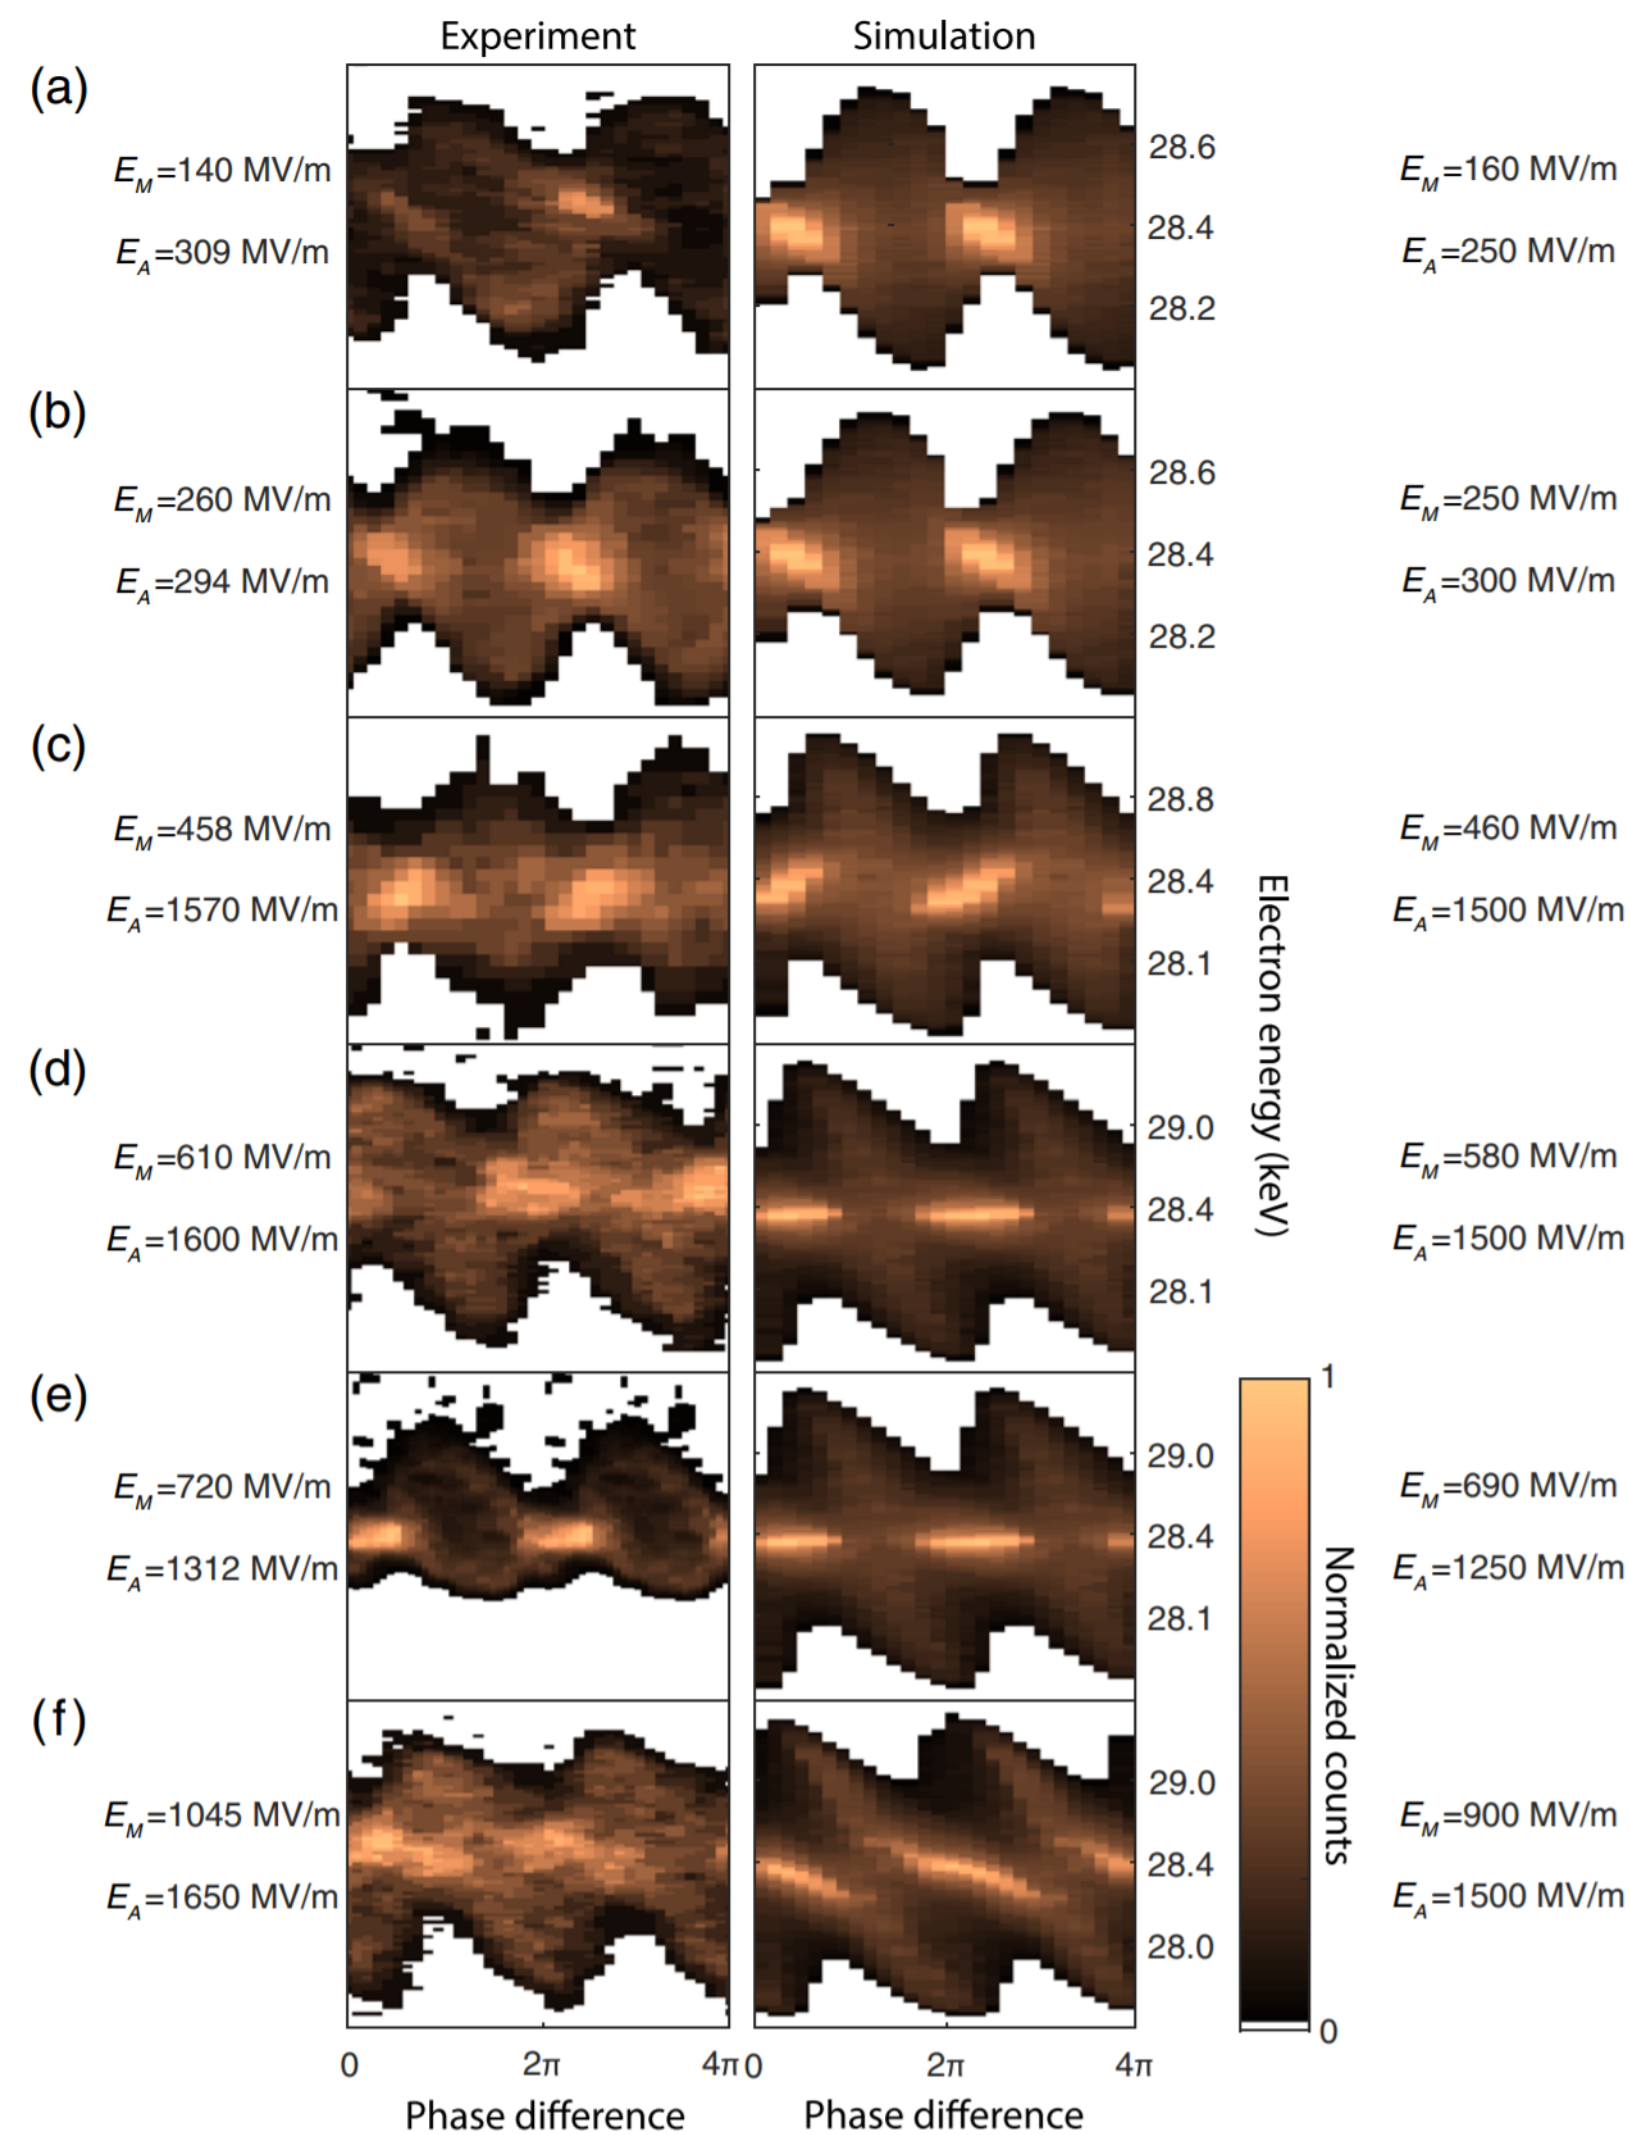 Experiment Simulation
(a)
E_M=140 MV/m
E_A=309 MV/m
28.6
28.4
28.2
E_M=160 MV/m
E_A=250 MV/m
(b)
E_M=260 MV/m
E_A=294 MV/m
28.6
28.4
28.2
E_M=250 MV/m
E_A=300 MV/m
(c)
E_M=458 MV/m
E_A=1570 MV/m
28.8
28.4
28.1
E_M=460 MV/m
E_A=1500 MV/m
(d)
E_M=610 MV/m
E_A=1600 MV/m
29.0
28.4
28.1
E_M=580 MV/m
E_A=1500 MV/m
(e)
E_M=720 MV/m
E_A=1312 MV/m
29.0
28.4
28.1
E_M=690 MV/m
E_A=1250 MV/m
(f)
E_M=1045 MV/m
E_A=1650 MV/m
29.0
28.4
28.0
E_M=900 MV/m
E_A=1500 MV/m
Electron energy (keV)
1
Normalized counts
0
0 2π 4π 0 2π 4π
Phase difference Phase difference